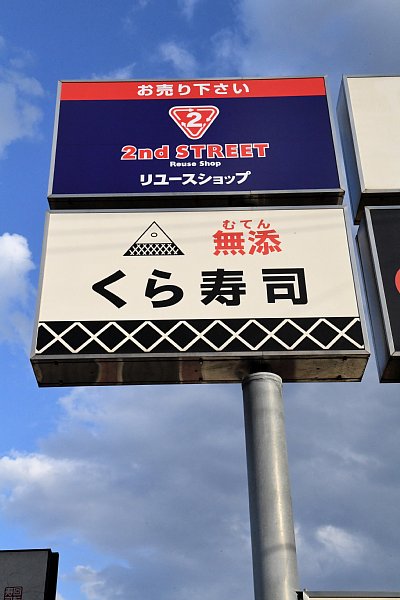 お売り下さい
2
2nd STREET
Reuse Shop
リユースショップ
むてん
無添
くら寿司